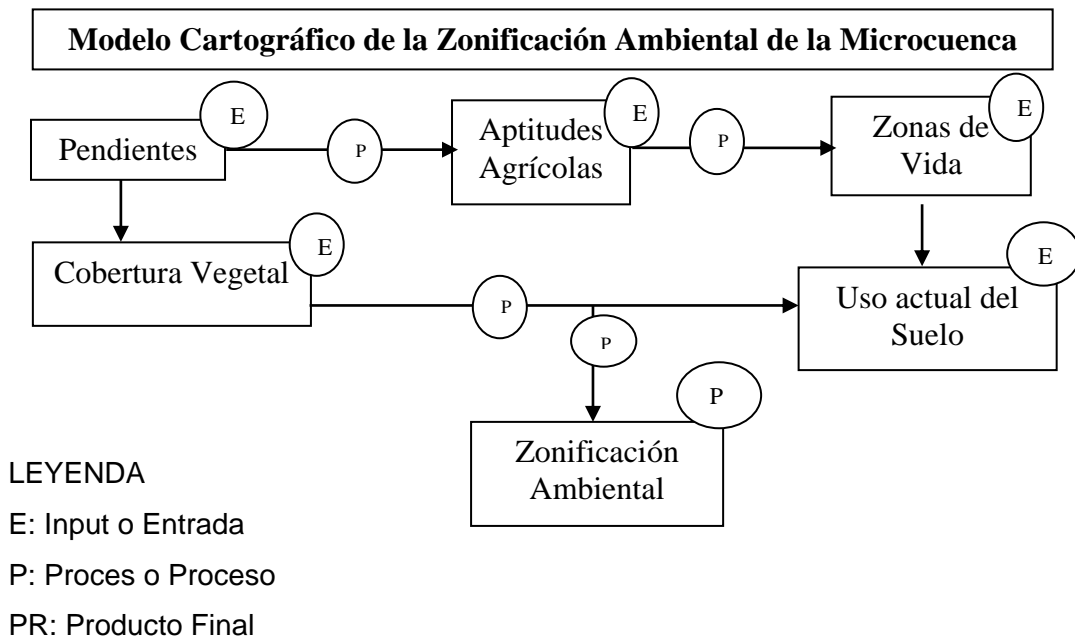 Modelo Cartográfico de la Zonificación Ambiental de la Microcuenca
E
Pendientes
P
E
Aptitudes
Agrícolas
P
E
Zonas de
Vida
E
Cobertura Vegetal
P
P
E
Uso actual del
Suelo
P
Zonificación
Ambiental
LEYENDA
E: Input o Entrada
P: Proces o Proceso
PR: Producto Final